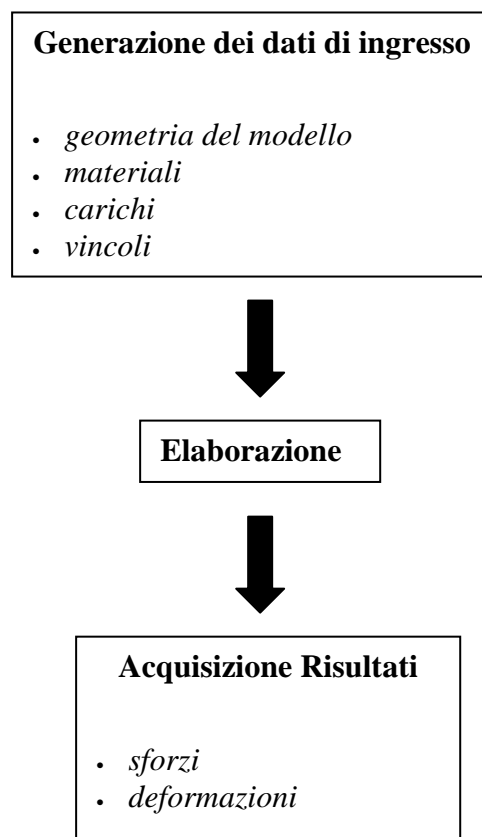 Generazione dei dati di ingresso
• geometria del modello
• materiali
• carichi
• vincoli
Elaborazione
Acquisizione Risultati
• sforzi
• deformazioni